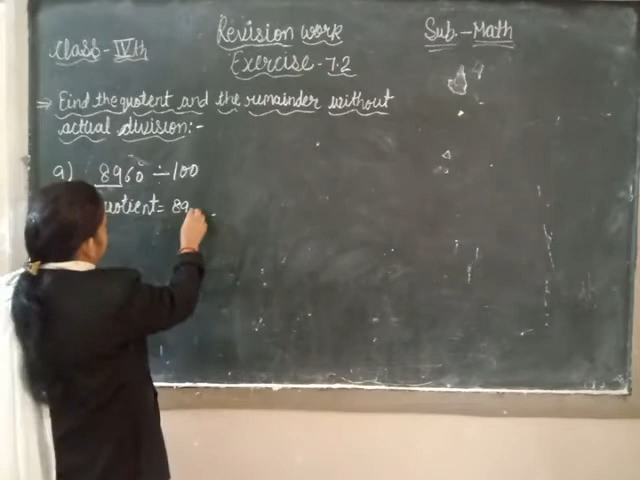 Revision work
Sub.-Math
Class-IVth
Exercise-7.2
⇒ Find the quotent and the remainder without
actual division:-
a) 8960 ÷100
uotient= 89